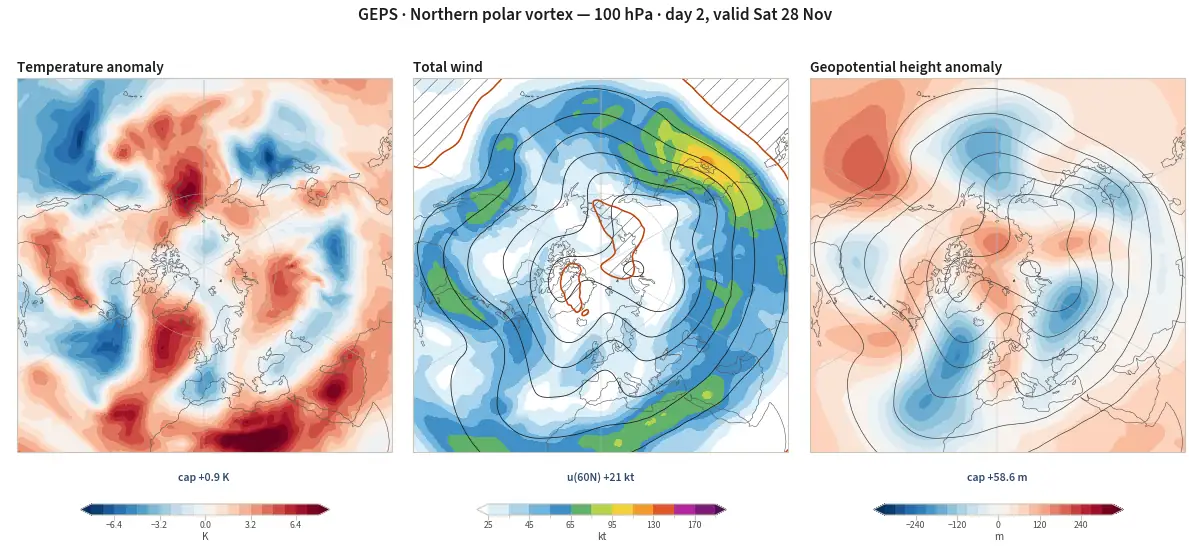 GEPS · Northern polar vortex — 100 hPa · day 2, valid Sat 28 Nov
Temperature anomaly
Total wind
Geopotential height anomaly
cap +0.9 K
u(60N) +21 kt
cap +58.6 m
−6.4 −3.2 0.0 3.2 6.4
K
25 45 65 95 130 170
kt
−240 −120 0 120 240
m